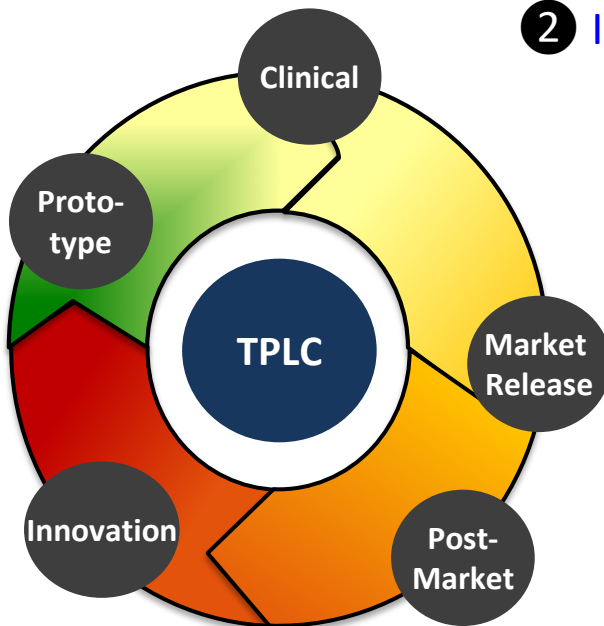 2
Clinical
Proto-
type
TPLC
Market
Release
Innovation
Post-
Market